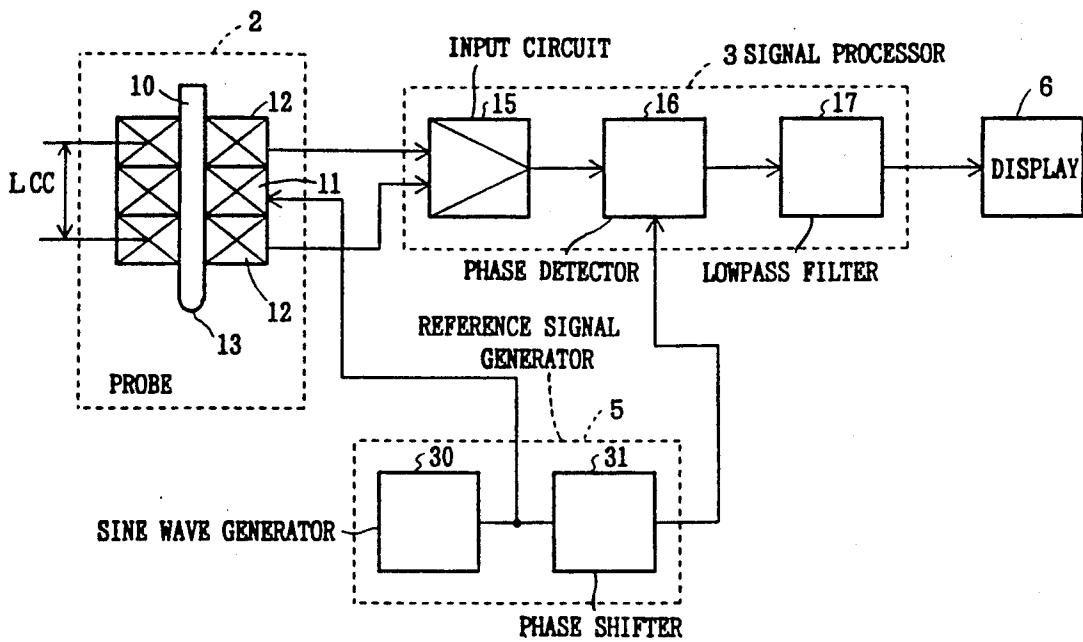 2
INPUT CIRCUIT
3 SIGNAL PROCESSOR
10
12
15
16
17
6
L CC
11
DISPLAY
12
13
PHASE DETECTOR
LOWPASS FILTER
REFERENCE SIGNAL
GENERATOR
PROBE
5
30
31
SINE WAVE GENERATOR
PHASE SHIFTER